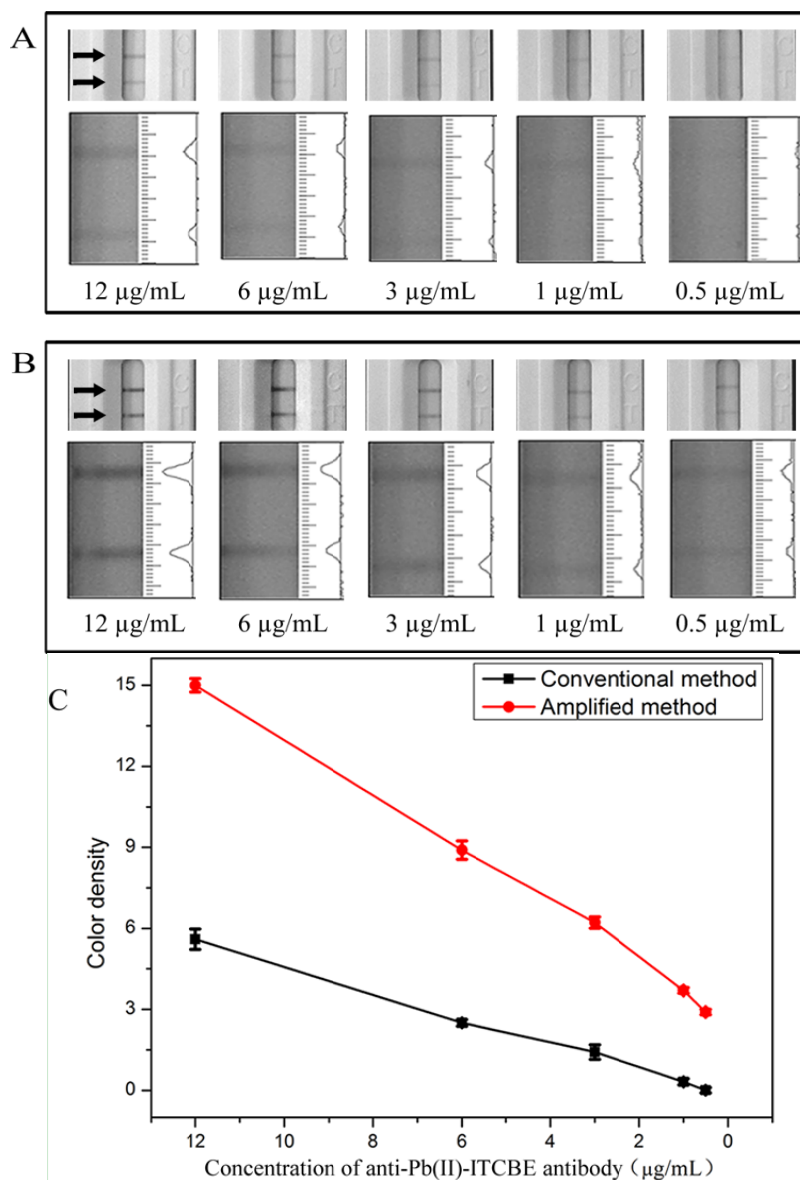 A
C
T
C
T
C
T
C
T
C
T
12 µg/mL 6 µg/mL 3 µg/mL 1 µg/mL 0.5 µg/mL
B
C
T
C
T
C
T
C
T
C
T
12 µg/mL 6 µg/mL 3 µg/mL 1 µg/mL 0.5 µg/mL
C
Conventional method
Amplified method
Color density
15
12
9
6
3
0
12 10 8 6 4 2 0
Concentration of anti-Pb(II)-ITCBE antibody（µg/mL）